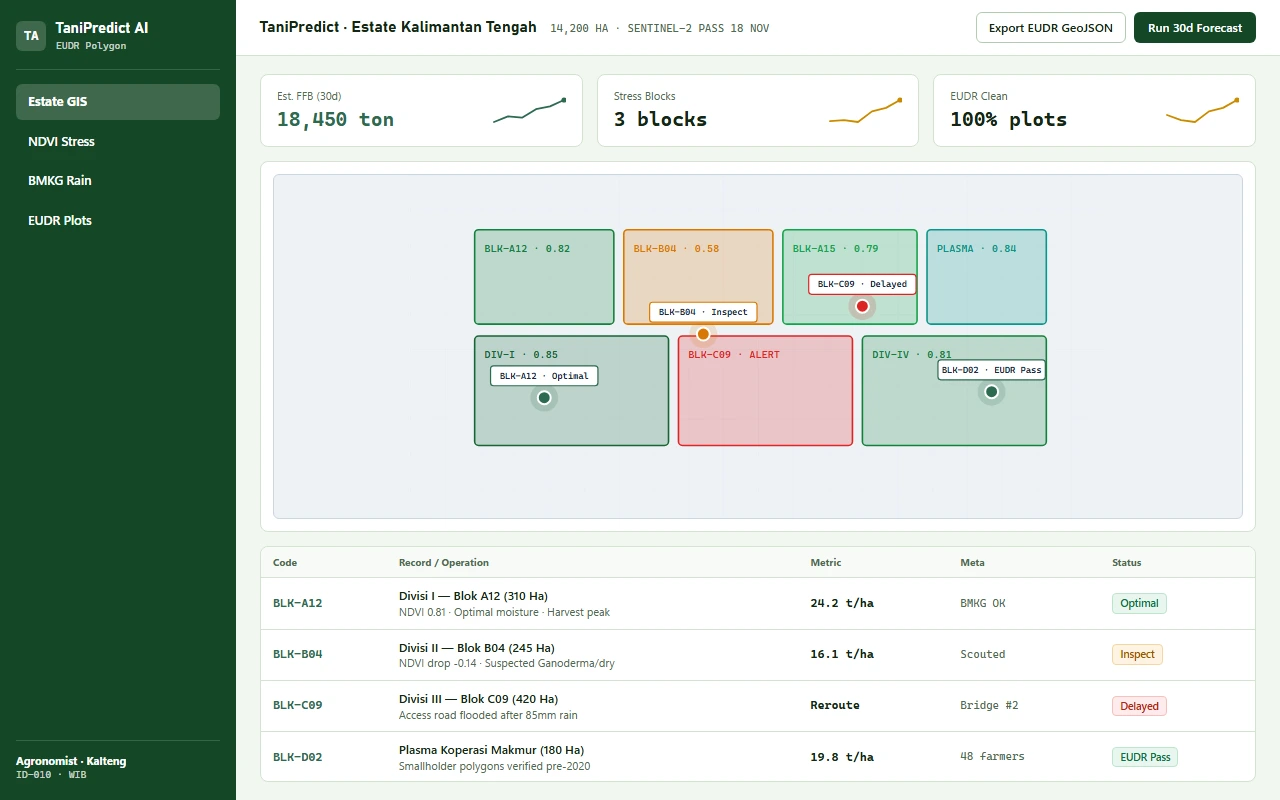 TA
TaniPredict AI
EUDR Polygon
Estate GIS
NDVI Stress
BMKG Rain
EUDR Plots
Agronomist · Kalteng
ID-010 · WIB
TaniPredict · Estate Kalimantan Tengah
14,200 HA · SENTINEL-2 PASS 18 NOV
Export EUDR GeoJSON
Run 30d Forecast
Est. FFB (30d)
18,450 ton
Stress Blocks
3 blocks
EUDR Clean
100% plots
BLK-A12 · 0.82
BLK-B04 · 0.58
BLK-A15 · 0.79
PLASMA · 0.84
BLK-C09 · Delayed
BLK-B04 · Inspect
DIV-I · 0.85
BLK-C09 · ALERT
DIV-IV · 0.81
BLK-A12 · Optimal
BLK-D02 · EUDR Pass
Code Record / Operation Metric Meta Status
BLK-A12 Divisi I — Blok A12 (310 Ha) 24.2 t/ha BMKG OK Optimal
NDVI 0.81 · Optimal moisture · Harvest peak
BLK-B04 Divisi II — Blok B04 (245 Ha) 16.1 t/ha Scouted Inspect
NDVI drop -0.14 · Suspected Ganoderma/dry
BLK-C09 Divisi III — Blok C09 (420 Ha) Reroute Bridge #2 Delayed
Access road flooded after 85mm rain
BLK-D02 Plasma Koperasi Makmur (180 Ha) 19.8 t/ha 48 farmers EUDR Pass
Smallholder polygons verified pre-2020